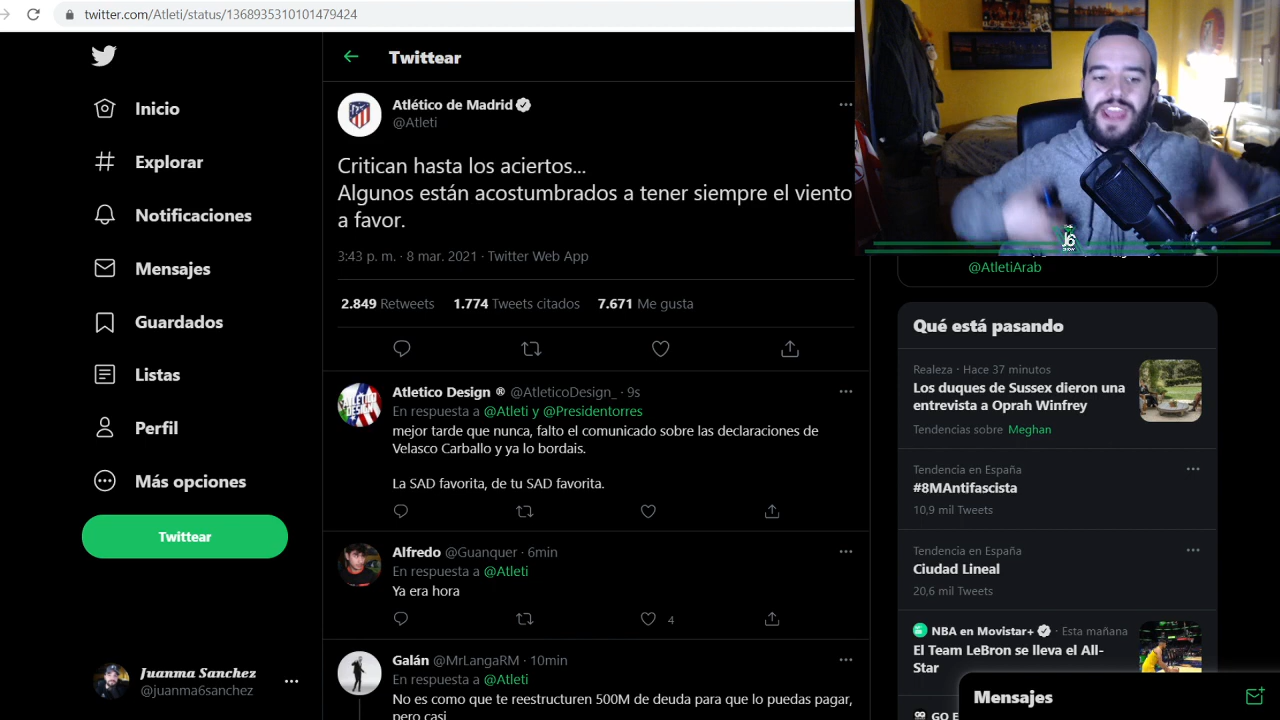 twitter.com/Atleti/status/1368935310101479424
Inicio
Explorar
Notificaciones
Mensajes
Guardados
Listas
Perfil
Más opciones
Twittear
Juanma Sanchez
@juanma6sanchez
Twittear
Atlético de Madrid
@Atleti
Critican hasta los aciertos...
Algunos están acostumbrados a tener siempre el viento
a favor.
3:43 p. m. · 8 mar. 2021 · Twitter Web App
2.849 Retweets 1.774 Tweets citados 7.671 Me gusta
Atletico Design ® @AtleticoDesign_ · 9s
En respuesta a @Atleti y @Presidentorres
mejor tarde que nunca, falto el comunicado sobre las declaraciones de
Velasco Carballo y ya lo bordais.
La SAD favorita, de tu SAD favorita.
Alfredo @Guanquer · 6min
En respuesta a @Atleti
Ya era hora
4
Galán @MrLangaRM · 10min
En respuesta a @Atleti
No es como que te reestructuren 500M de deuda para que lo puedas pagar,
pero casi
J6
@AtletiArab
Qué está pasando
Realeza · Hace 37 minutos
Los duques de Sussex dieron una
entrevista a Oprah Winfrey
Tendencias sobre Meghan
Tendencia en España
#8MAntifascista
10,9 mil Tweets
Tendencia en España
Ciudad Lineal
20,6 mil Tweets
NBA en Movistar+ · Esta mañana
El Team LeBron se lleva el All-
Star
Mensajes